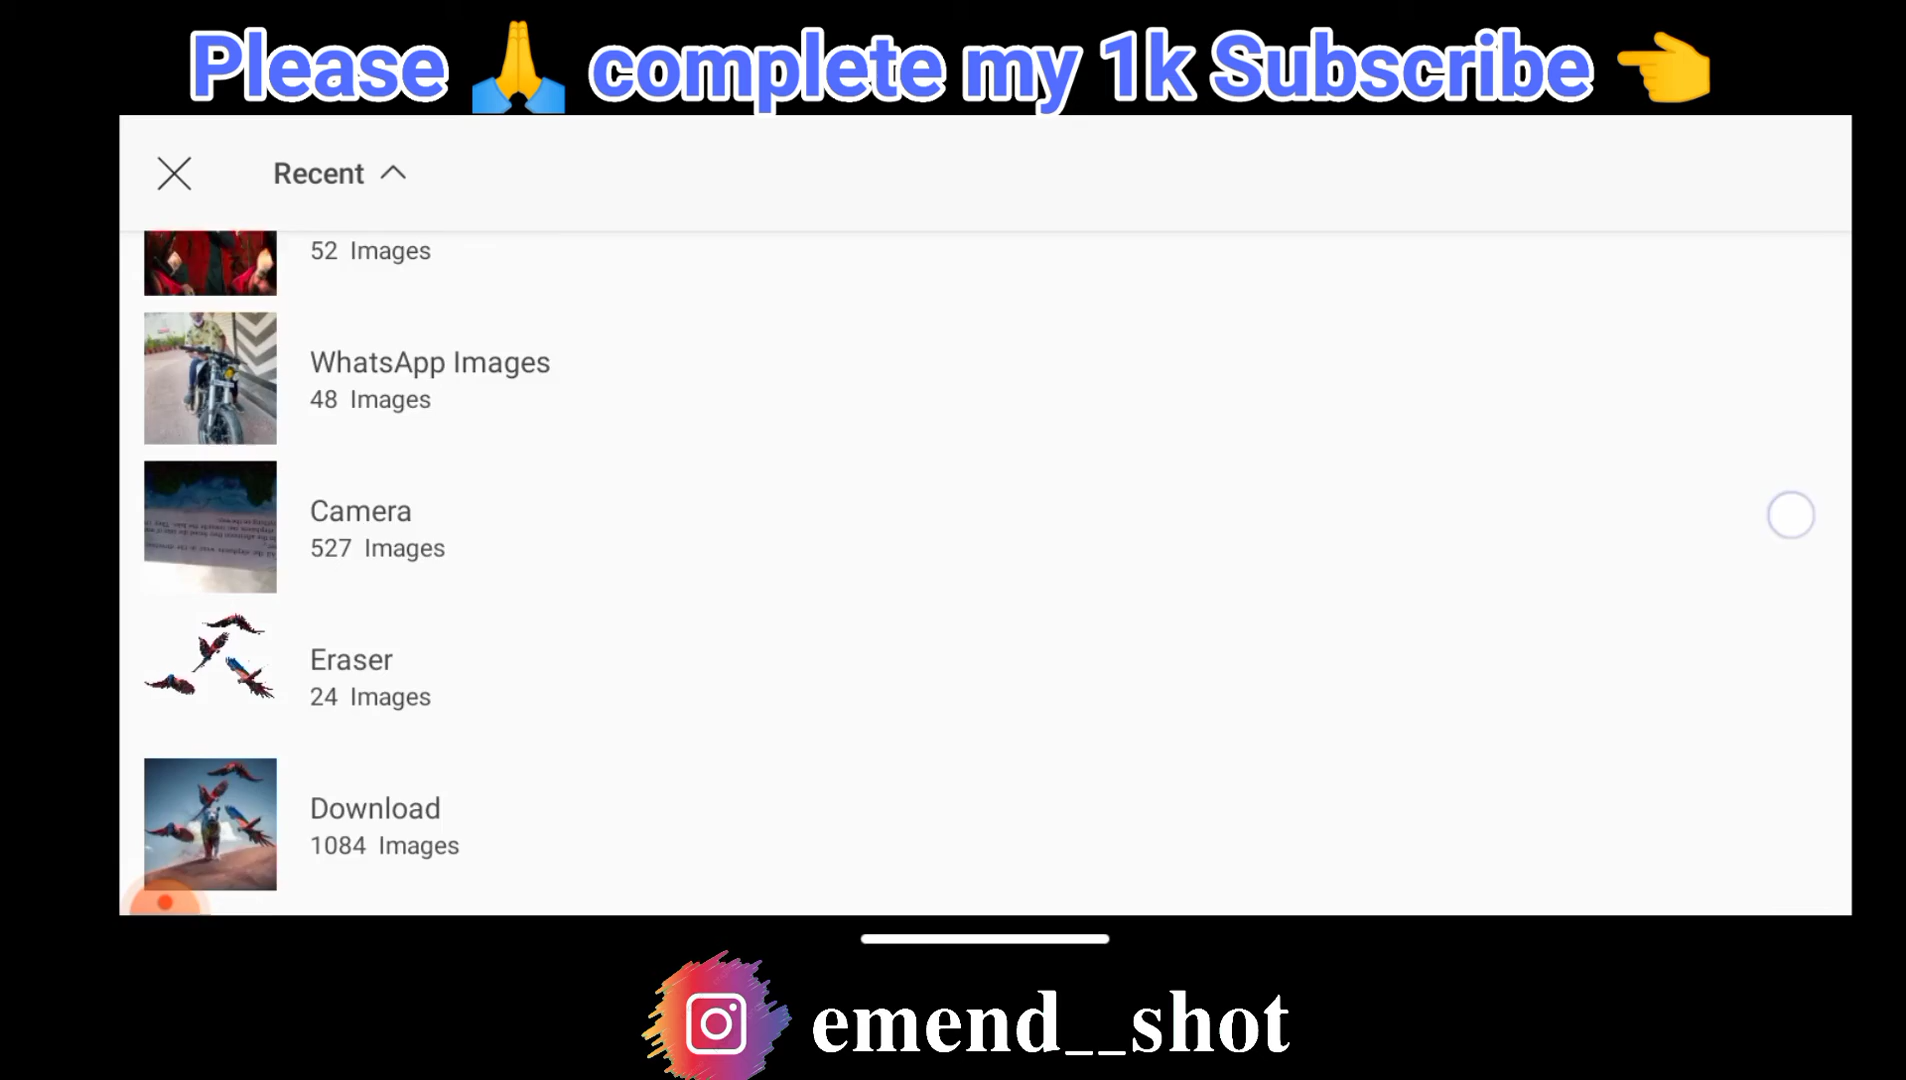 Please 🙏 complete my 1k Subscribe 👈
Recent
52 Images
WhatsApp Images
48 Images
Camera
527 Images
Eraser
24 Images
Download
1084 Images
emend__shot